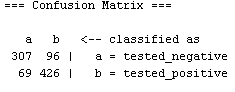 === Confusion Matrix ===
a b <-- classified as
307 96 | a = tested_negative
69 426 | b = tested_positive